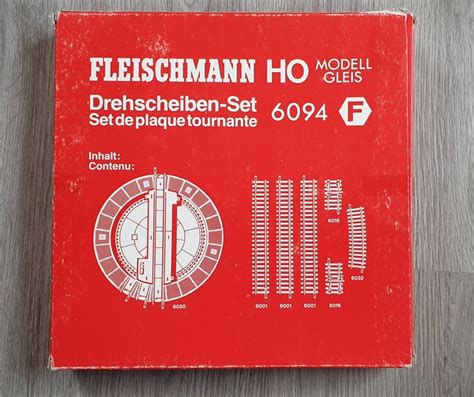 FLEISCHMANN HO MODELL GLEIS
Drehscheiben-Set
Set de plaque tournante
6094 F
Inhalt:
Contenu:
6016
6032
6050
6001 6001 6001 6016